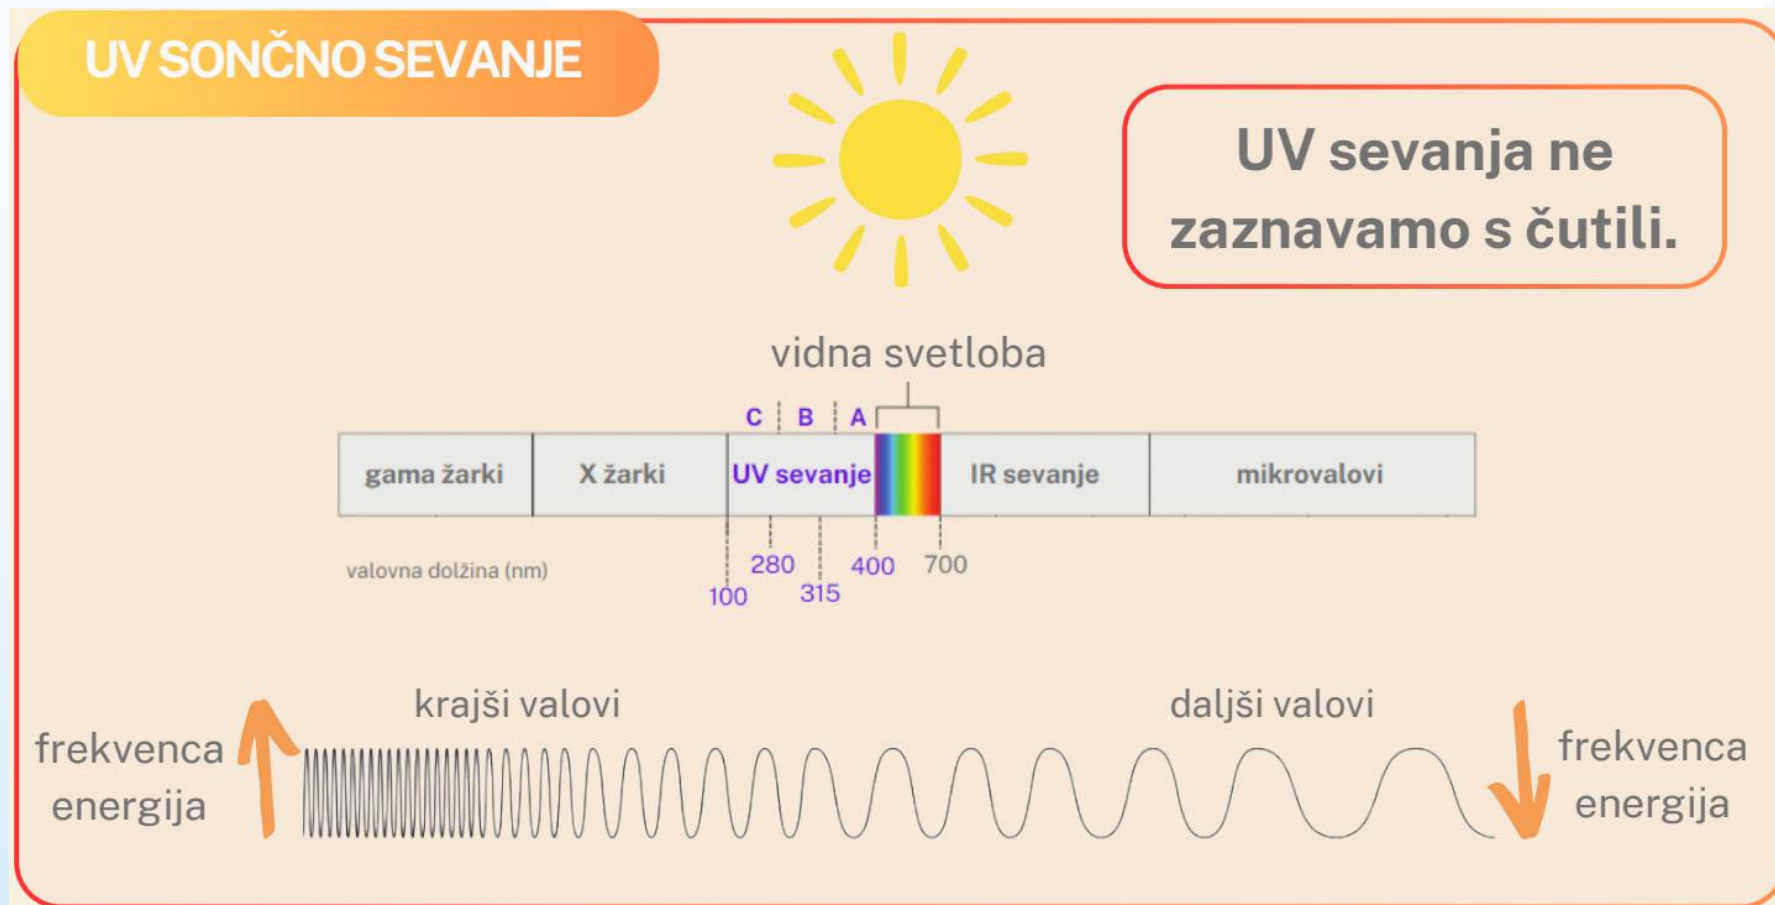 UV SONČNO SEVANJE
UV sevanja ne
zaznavamo s čutili.
vidna svetloba
C B A
gama žarki X žarki UV sevanje IR sevanje mikrovalovi
280 400 700
valovna dolžina (nm)
100 315
krajši valovi daljši valovi
frekvenca
energija
frekvenca
energija